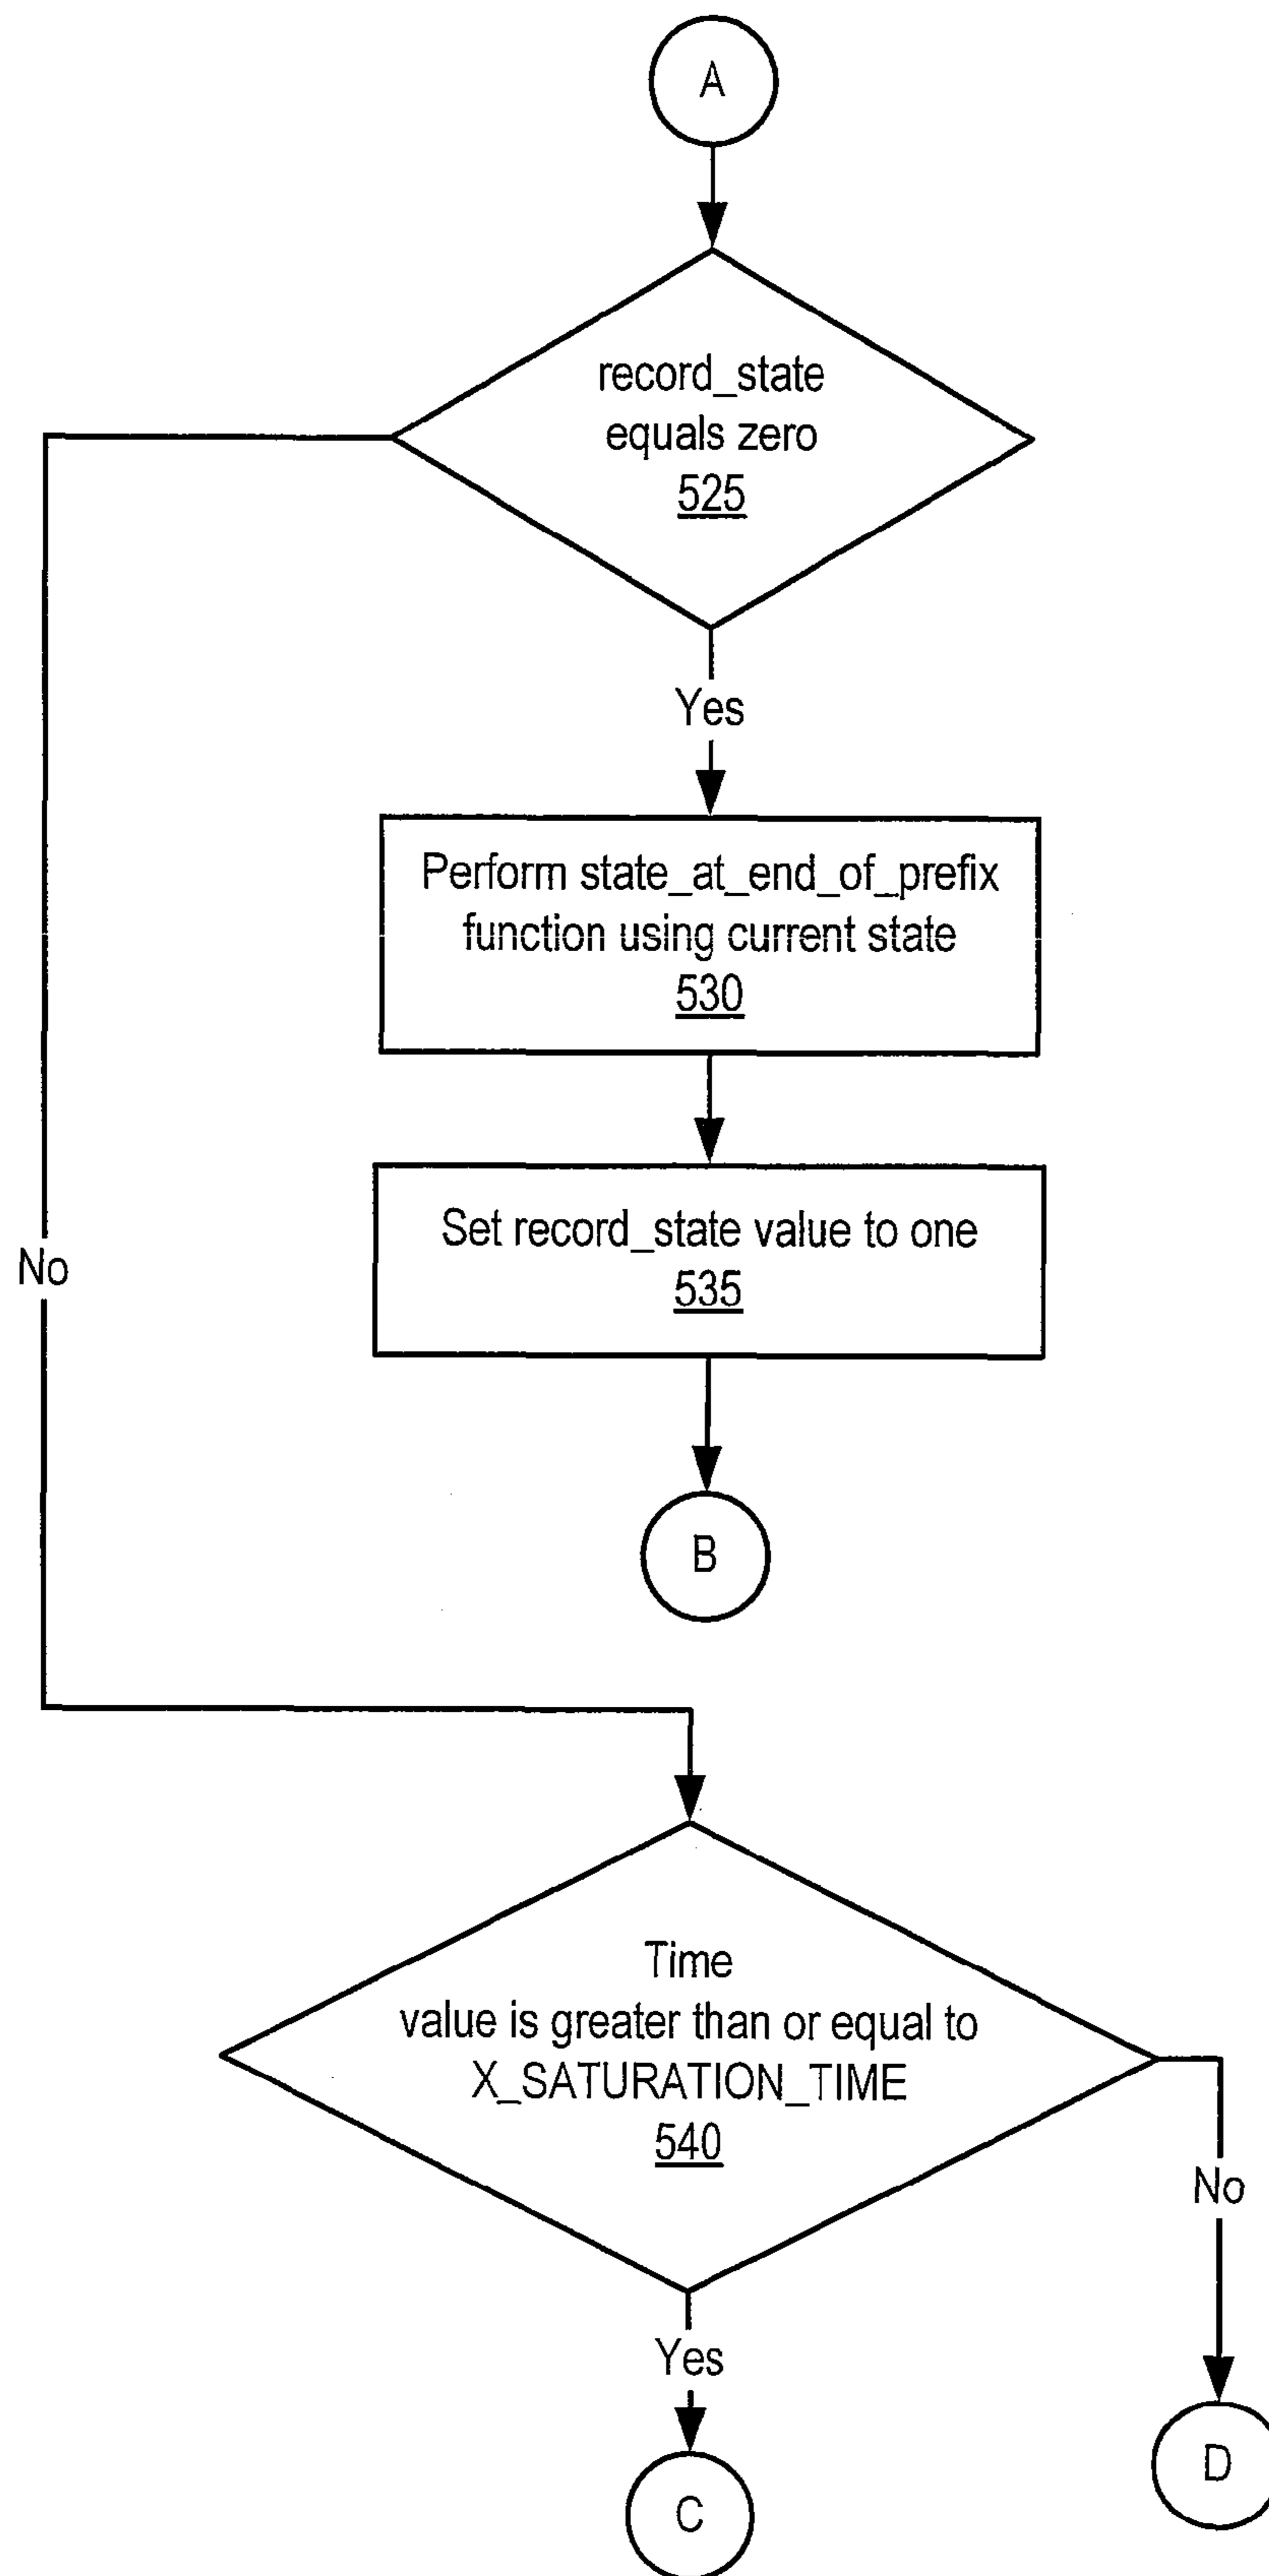 A
record_state
equals zero
525
Yes
Perform state_at_end_of_prefix
function using current state
530
Set record_state value to one
535
No
B
Time
value is greater than or equal to
X_SATURATION_TIME
540
No
Yes
D
C